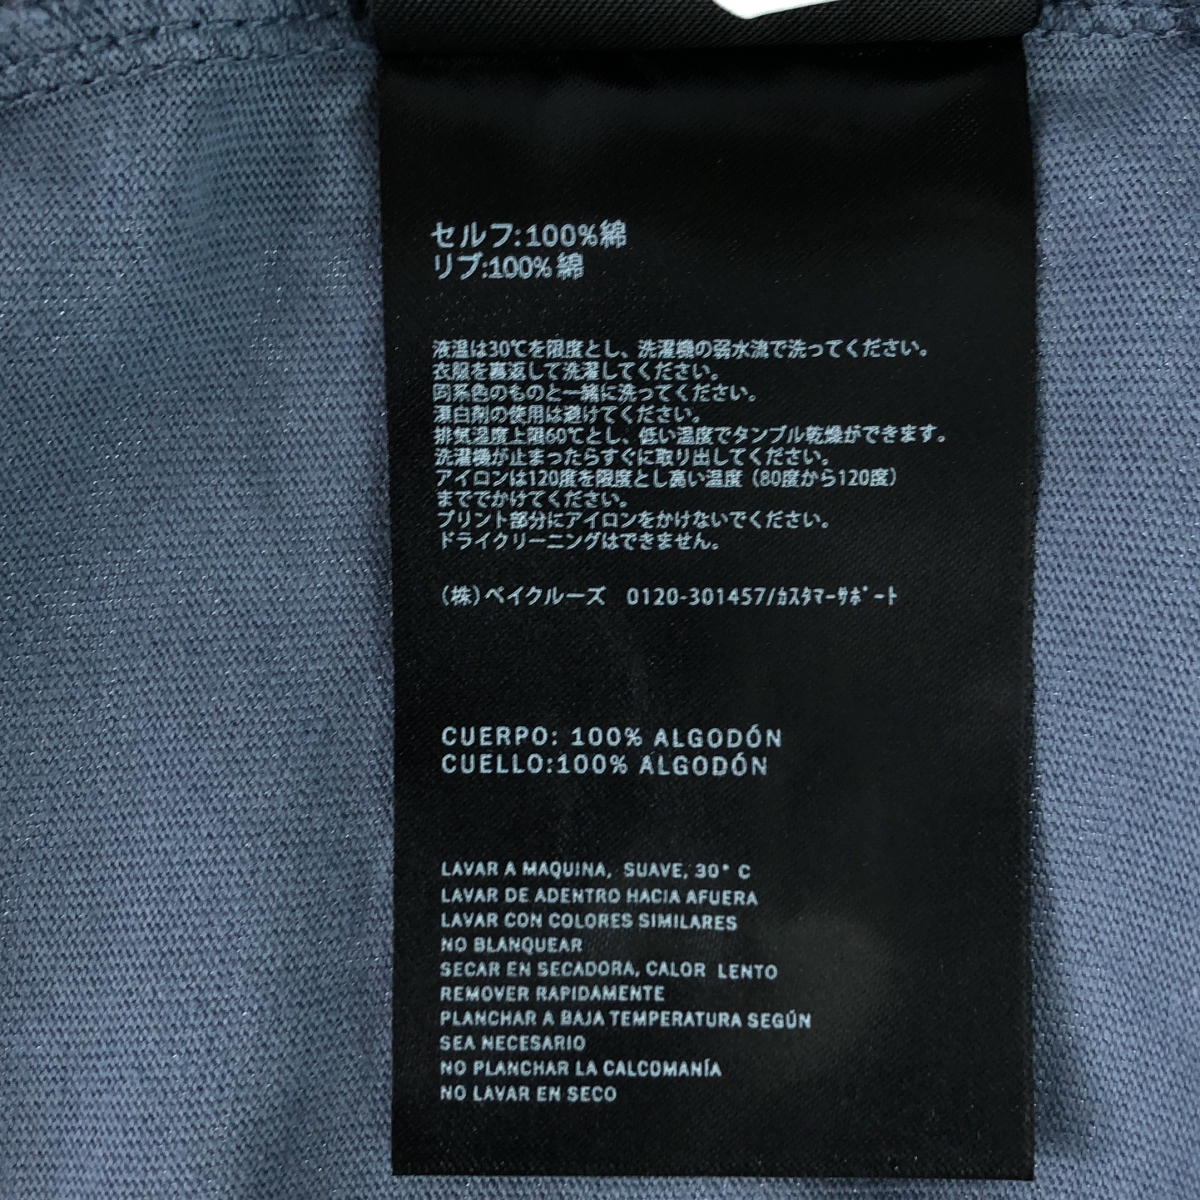 セルフ:100%綿
リブ:100%綿
液温は30℃を限度とし、洗濯機の弱水流で洗ってください。
衣服を裏返して洗濯してください。
同系色のものと一緒に洗ってください。
漂白剤の使用は避けてください。
排気温度上限60℃とし、低い温度でタンブル乾燥ができます。
洗濯機が止まったらすぐに取り出してください。
アイロンは120度を限度とし高い温度（80度から120度）
まででかけてください。
プリント部分にアイロンをかけないでください。
ドライクリーニングはできません。
（株）ベイクルーズ 0120-301457/ｶｽﾀﾏｰｻﾎﾟｰﾄ
CUERPO: 100% ALGODÓN
CUELLO:100% ALGODÓN
LAVAR A MAQUINA, SUAVE, 30° C
LAVAR DE ADENTRO HACIA AFUERA
LAVAR CON COLORES SIMILARES
NO BLANQUEAR
SECAR EN SECADORA, CALOR LENTO
REMOVER RAPIDAMENTE
PLANCHAR A BAJA TEMPERATURA SEGÚN
SEA NECESARIO
NO PLANCHAR LA CALCOMANÍA
NO LAVAR EN SECO